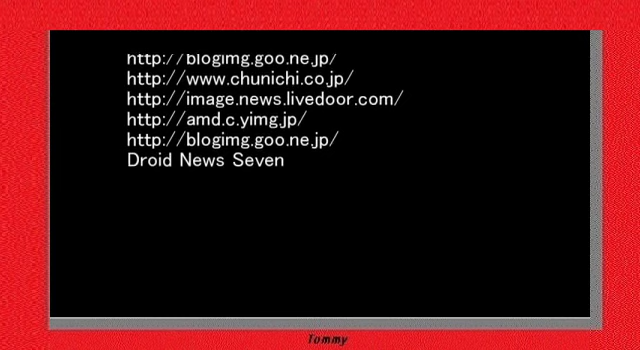 http://blogimg.goo.ne.jp/
http://www.chunichi.co.jp/
http://image.news.livedoor.com/
http://amd.c.yimg.jp/
http://blogimg.goo.ne.jp/
Droid News Seven
Tommy